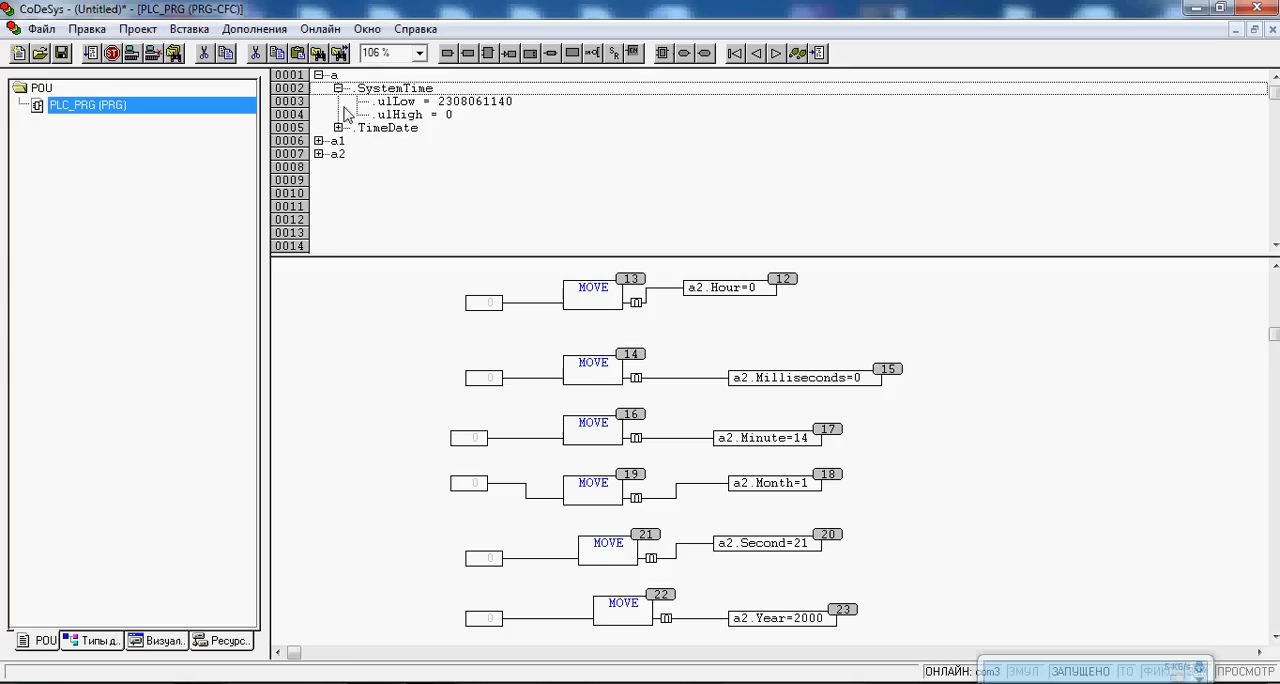 CoDeSys - (Untitled)* - [PLC_PRG (PRG-CFC)]
Файл Правка Проект Вставка Дополнения Онлайн Окно Справка
106 %
POU
PLC_PRG (PRG)
0001 a
0002 .SystemTime
0003 .ulLow = 2308061140
0004 .ulHigh = 0
0005 .TimeDate
0006 a1
0007 a2
0008
0009
0010
0011
0012
0013
0014
0 MOVE 13 a2.Hour=0 12
0 MOVE 14 a2.Milliseconds=0 15
0 MOVE 16 a2.Minute=14 17
0 MOVE 19 a2.Month=1 18
0 MOVE 21 a2.Second=21 20
0 MOVE 22 a2.Year=2000 23
POU Типы д.. Визуал.. Ресурс..
ОНЛАЙН: com3 ЭМУЛ ЗАПУЩЕНО ТО 5 КБ/s ПРОСМОТР